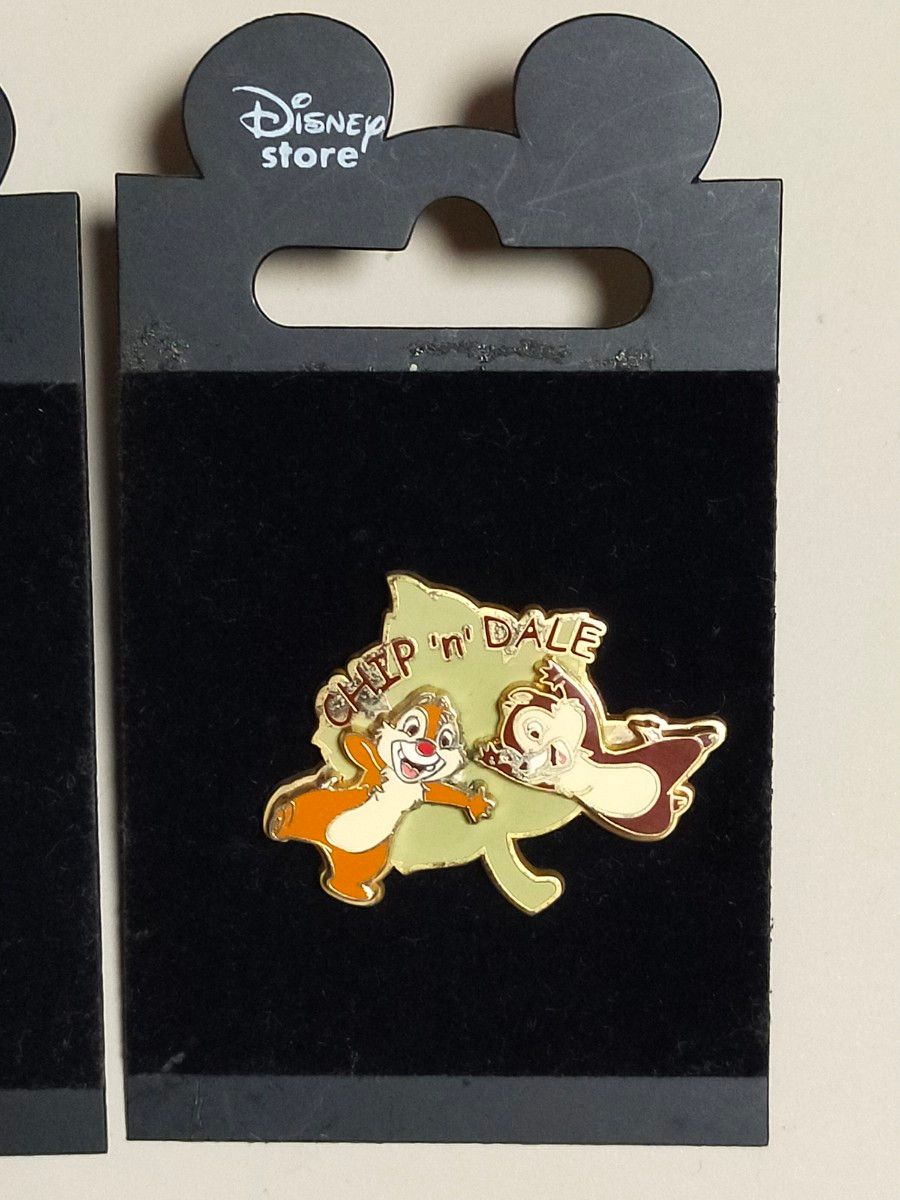 Disney
store
CHIP 'n' DALE